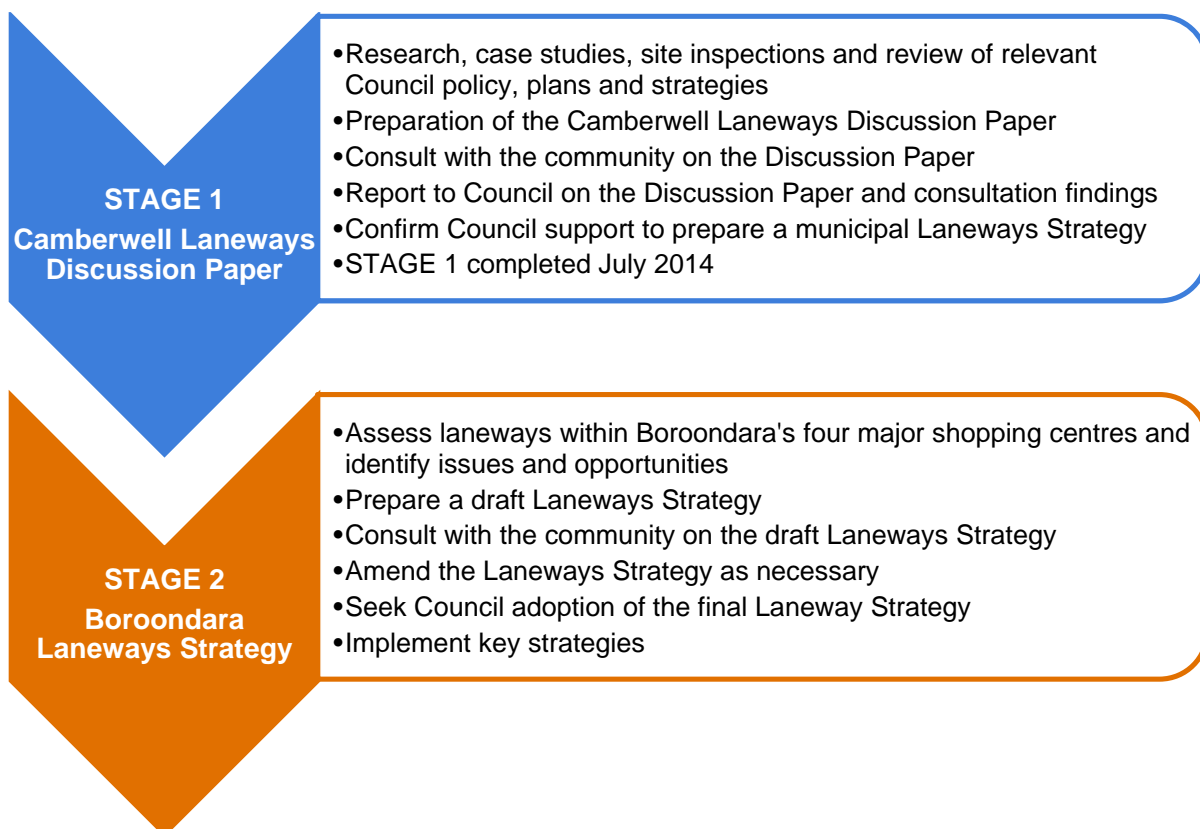 STAGE 1
Camberwell Laneways
Discussion Paper
•Research, case studies, site inspections and review of relevant
Council policy, plans and strategies
•Preparation of the Camberwell Laneways Discussion Paper
•Consult with the community on the Discussion Paper
•Report to Council on the Discussion Paper and consultation findings
•Confirm Council support to prepare a municipal Laneways Strategy
•STAGE 1 completed July 2014
STAGE 2
Boroondara
Laneways Strategy
•Assess laneways within Boroondara's four major shopping centres and
identify issues and opportunities
•Prepare a draft Laneways Strategy
•Consult with the community on the draft Laneways Strategy
•Amend the Laneways Strategy as necessary
•Seek Council adoption of the final Laneway Strategy
•Implement key strategies